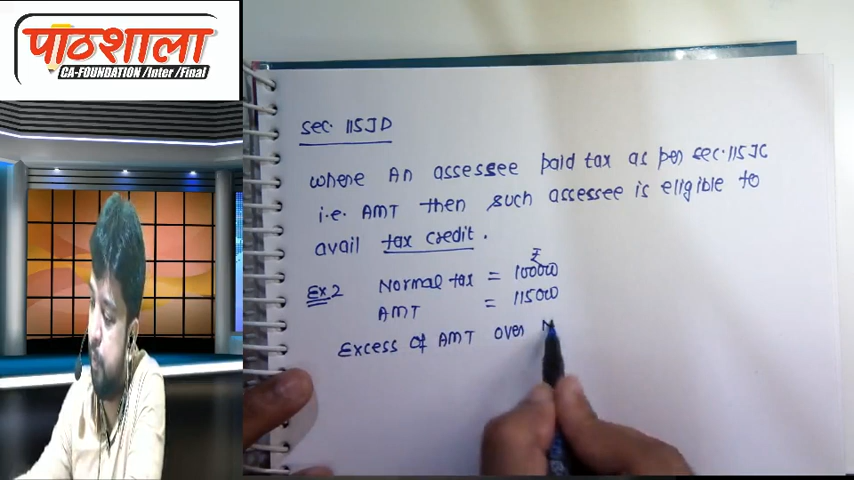 पाठशाला
CA-FOUNDATION /Inter /Final
Sec. 115JD
Where An assessee paid tax as per sec. 115JC
i.e. AMT then such assessee is eligible to
avail tax credit.
₹
Ex 2 Normal tax = 100000
AMT = 115000
Excess of AMT over N